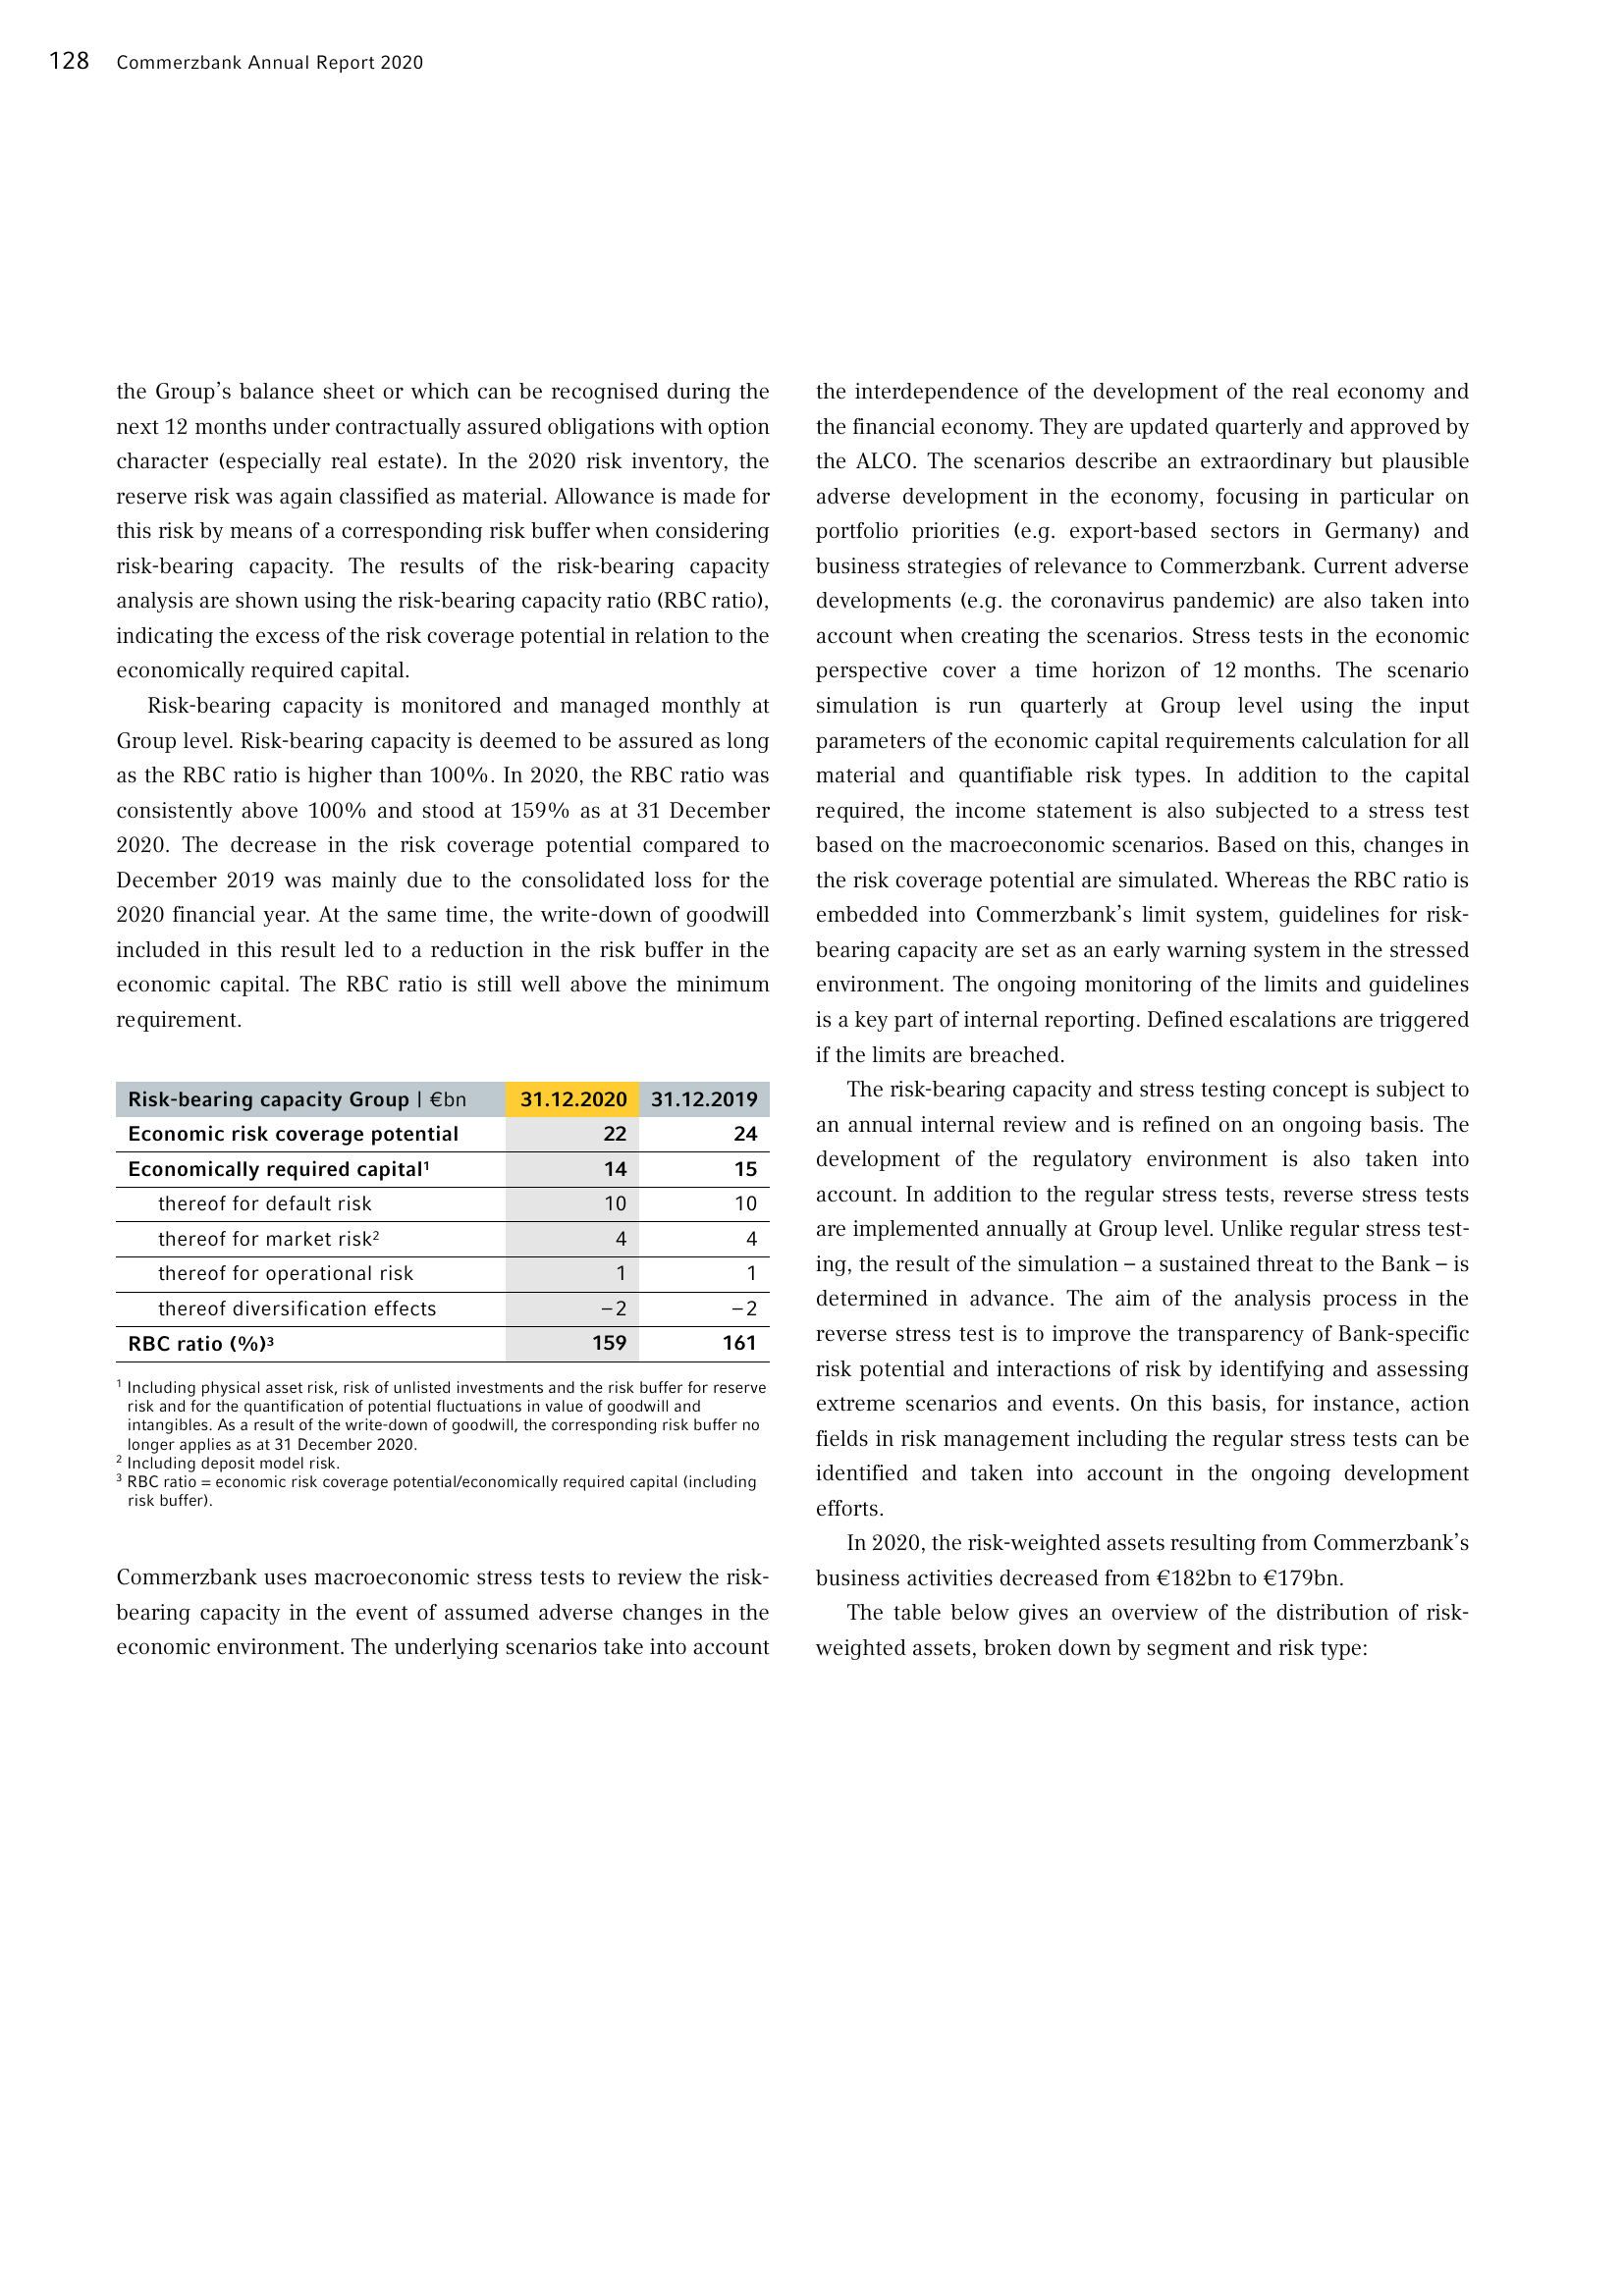 128 Commerzbank Annual Report 2020
the Group’s balance sheet or which can be recognised during the
next 12 months under contractually assured obligations with option
character (especially real estate). In the 2020 risk inventory, the
reserve risk was again classified as material. Allowance is made for
this risk by means of a corresponding risk buffer when considering
risk-bearing capacity. The results of the risk-bearing capacity
analysis are shown using the risk-bearing capacity ratio (RBC ratio),
indicating the excess of the risk coverage potential in relation to the
economically required capital.
Risk-bearing capacity is monitored and managed monthly at
Group level. Risk-bearing capacity is deemed to be assured as long
as the RBC ratio is higher than 100%. In 2020, the RBC ratio was
consistently above 100% and stood at 159% as at 31 December
2020. The decrease in the risk coverage potential compared to
December 2019 was mainly due to the consolidated loss for the
2020 financial year. At the same time, the write-down of goodwill
included in this result led to a reduction in the risk buffer in the
economic capital. The RBC ratio is still well above the minimum
requirement.
Risk-bearing capacity Group | €bn 31.12.2020 31.12.2019
Economic risk coverage potential 22 24
Economically required capital¹ 14 15
thereof for default risk 10 10
thereof for market risk² 4 4
thereof for operational risk 1 1
thereof diversification effects –2 –2
RBC ratio (%)³ 159 161
¹ Including physical asset risk, risk of unlisted investments and the risk buffer for reserve
risk and for the quantification of potential fluctuations in value of goodwill and
intangibles. As a result of the write-down of goodwill, the corresponding risk buffer no
longer applies as at 31 December 2020.
² Including deposit model risk.
³ RBC ratio = economic risk coverage potential/economically required capital (including
risk buffer).
Commerzbank uses macroeconomic stress tests to review the risk-
bearing capacity in the event of assumed adverse changes in the
economic environment. The underlying scenarios take into account
the interdependence of the development of the real economy and
the financial economy. They are updated quarterly and approved by
the ALCO. The scenarios describe an extraordinary but plausible
adverse development in the economy, focusing in particular on
portfolio priorities (e.g. export-based sectors in Germany) and
business strategies of relevance to Commerzbank. Current adverse
developments (e.g. the coronavirus pandemic) are also taken into
account when creating the scenarios. Stress tests in the economic
perspective cover a time horizon of 12 months. The scenario
simulation is run quarterly at Group level using the input
parameters of the economic capital requirements calculation for all
material and quantifiable risk types. In addition to the capital
required, the income statement is also subjected to a stress test
based on the macroeconomic scenarios. Based on this, changes in
the risk coverage potential are simulated. Whereas the RBC ratio is
embedded into Commerzbank’s limit system, guidelines for risk-
bearing capacity are set as an early warning system in the stressed
environment. The ongoing monitoring of the limits and guidelines
is a key part of internal reporting. Defined escalations are triggered
if the limits are breached.
The risk-bearing capacity and stress testing concept is subject to
an annual internal review and is refined on an ongoing basis. The
development of the regulatory environment is also taken into
account. In addition to the regular stress tests, reverse stress tests
are implemented annually at Group level. Unlike regular stress test-
ing, the result of the simulation – a sustained threat to the Bank – is
determined in advance. The aim of the analysis process in the
reverse stress test is to improve the transparency of Bank-specific
risk potential and interactions of risk by identifying and assessing
extreme scenarios and events. On this basis, for instance, action
fields in risk management including the regular stress tests can be
identified and taken into account in the ongoing development
efforts.
In 2020, the risk-weighted assets resulting from Commerzbank’s
business activities decreased from €182bn to €179bn.
The table below gives an overview of the distribution of risk-
weighted assets, broken down by segment and risk type: